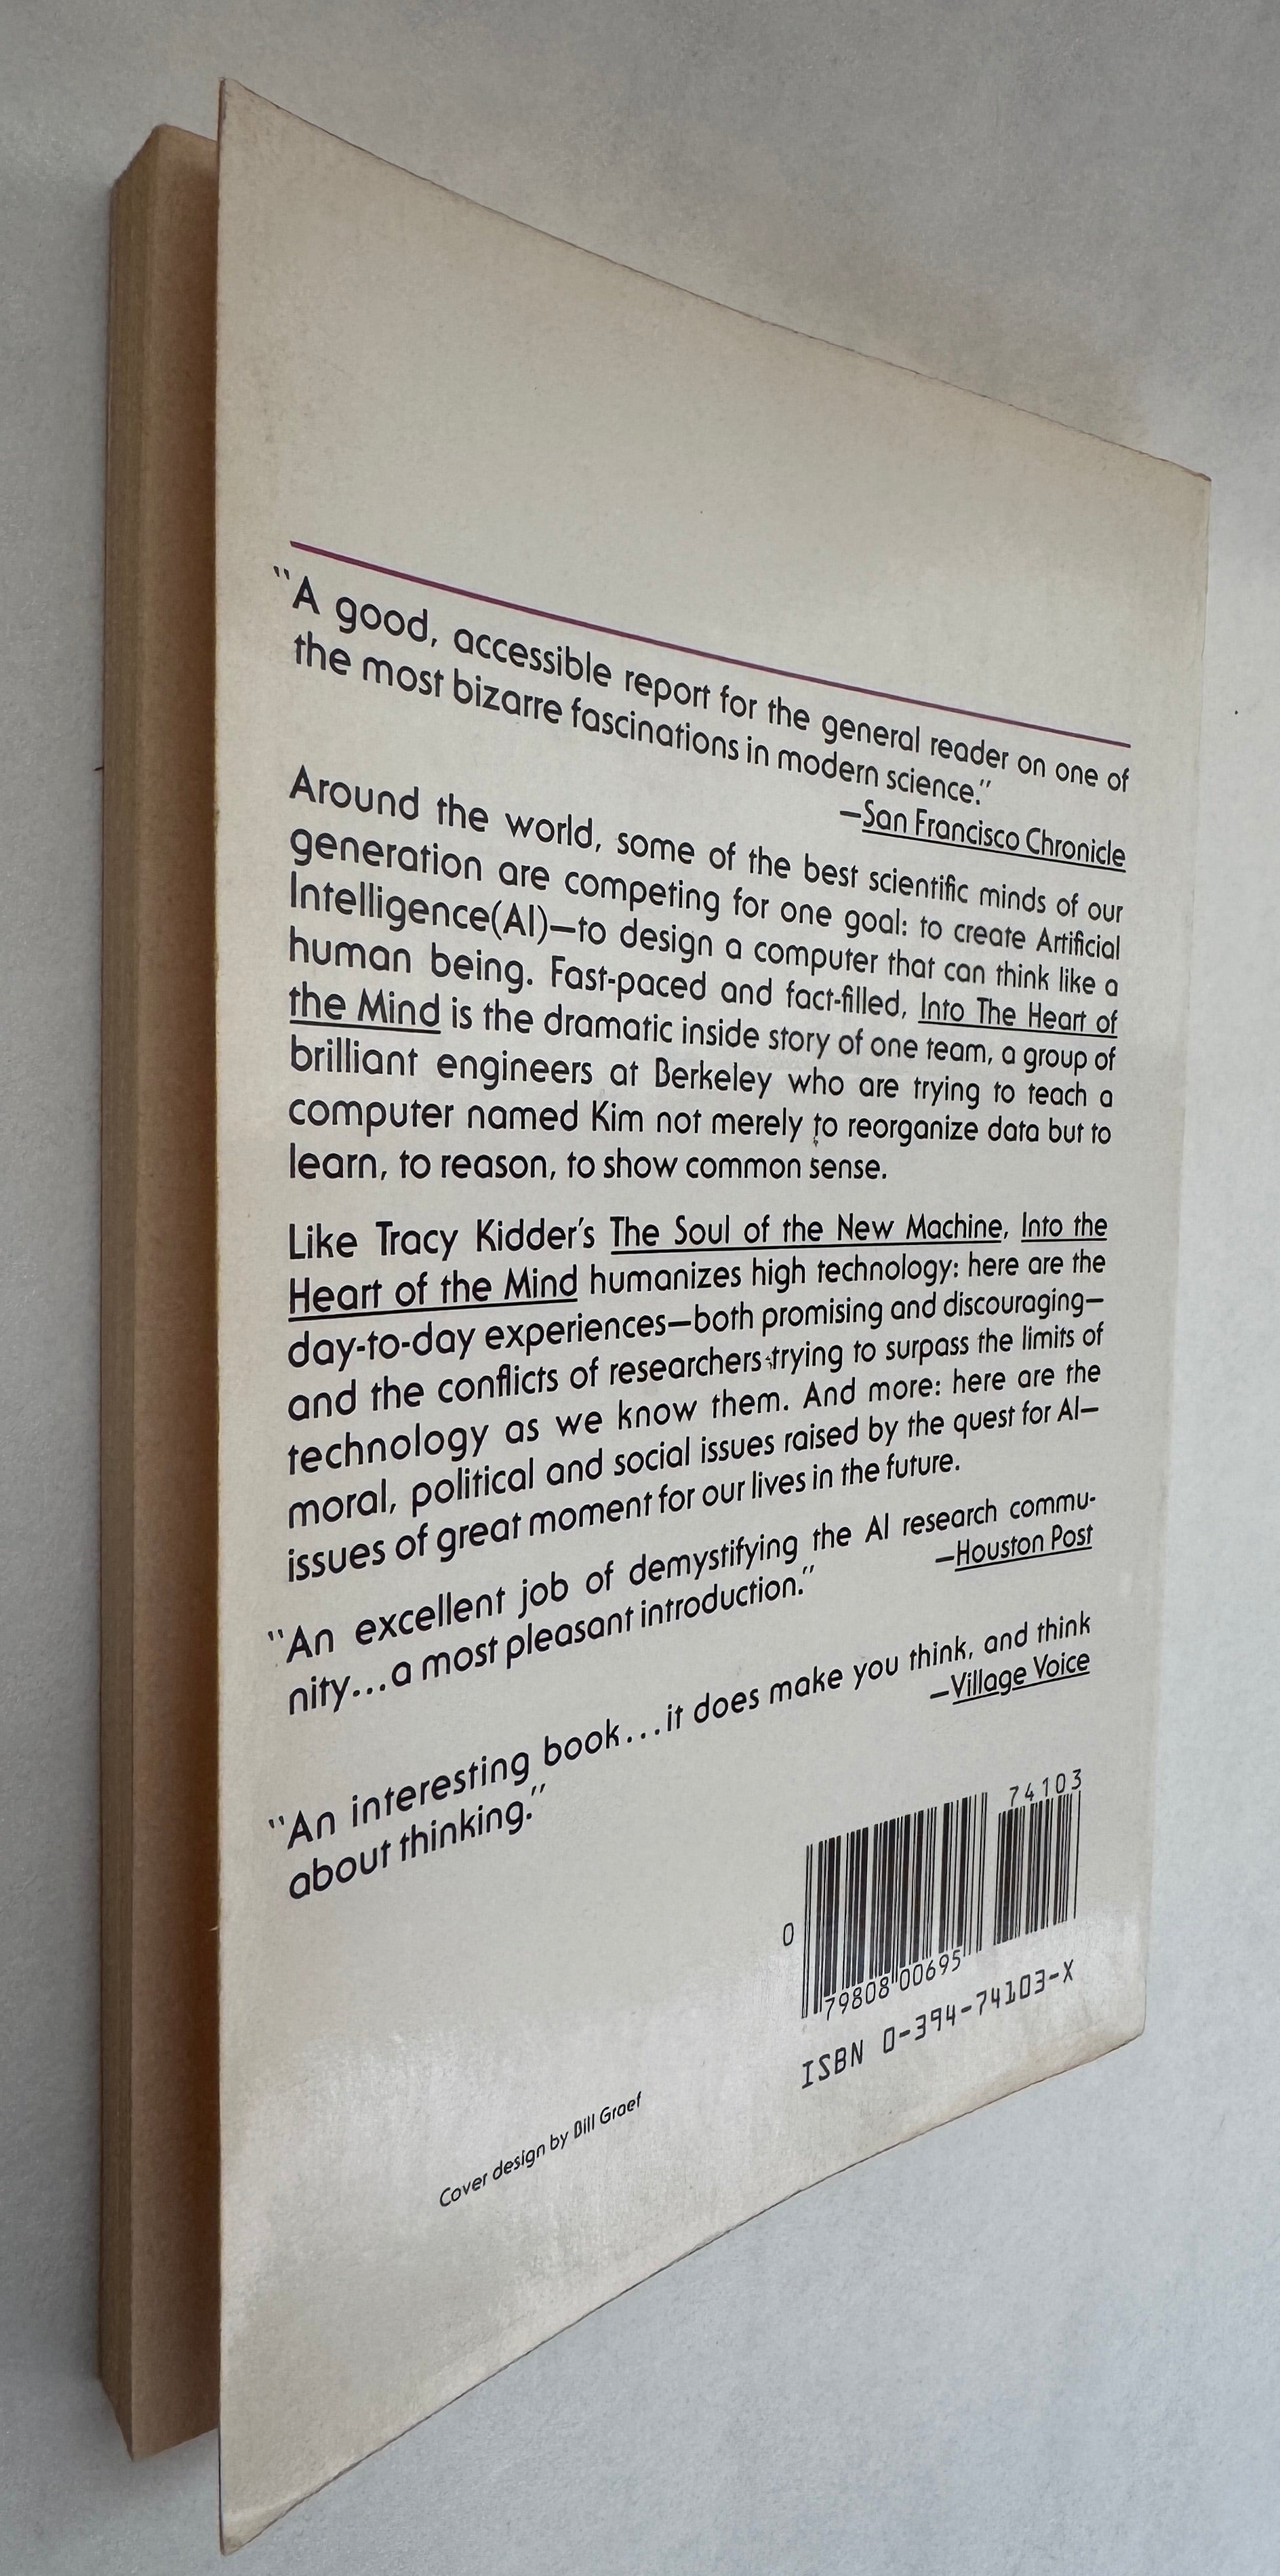 "A good, accessible report for the general reader on one of
the most bizarre fascinations in modern science."
—San Francisco Chronicle
Around the world, some of the best scientific minds of our
generation are competing for one goal: to create Artificial
Intelligence(AI)—to design a computer that can think like a
human being. Fast-paced and fact-filled, Into The Heart of
the Mind is the dramatic inside story of one team, a group of
brilliant engineers at Berkeley who are trying to teach a
computer named Kim not merely to reorganize data but to
learn, to reason, to show common sense.
Like Tracy Kidder's The Soul of the New Machine, Into the
Heart of the Mind humanizes high technology: here are the
day-to-day experiences—both promising and discouraging—
and the conflicts of researchers trying to surpass the limits of
technology as we know them. And more: here are the
moral, political and social issues raised by the quest for AI—
issues of great moment for our lives in the future.
"An excellent job of demystifying the AI research commu-
nity...a most pleasant introduction."
—Houston Post
"An interesting book...it does make you think, and think
about thinking."
—Village Voice
74103
0
79808 00695
ISBN 0-394-74103-X
Cover design by Bill Graef